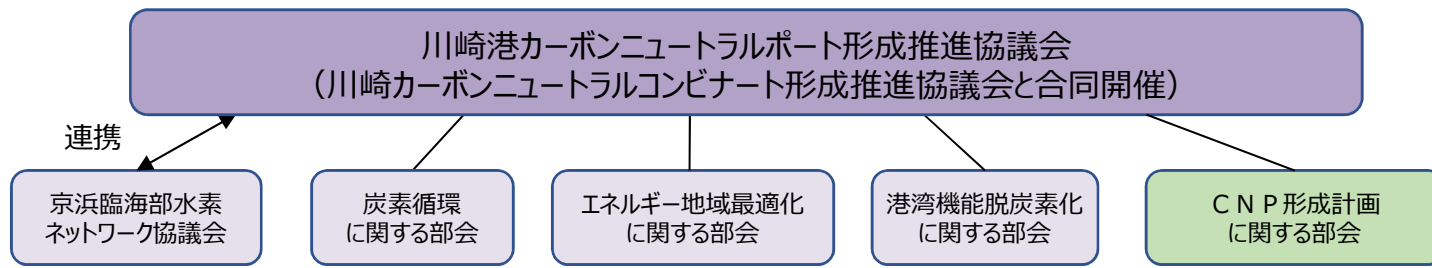 川崎港カーボンニュートラルポート形成推進協議会
（川崎カーボンニュートラルコンビナート形成推進協議会と合同開催）
連携
京浜臨海部水素
ネットワーク協議会
炭素循環
に関する部会
エネルギー地域最適化
に関する部会
港湾機能脱炭素化
に関する部会
ＣＮＰ形成計画
に関する部会